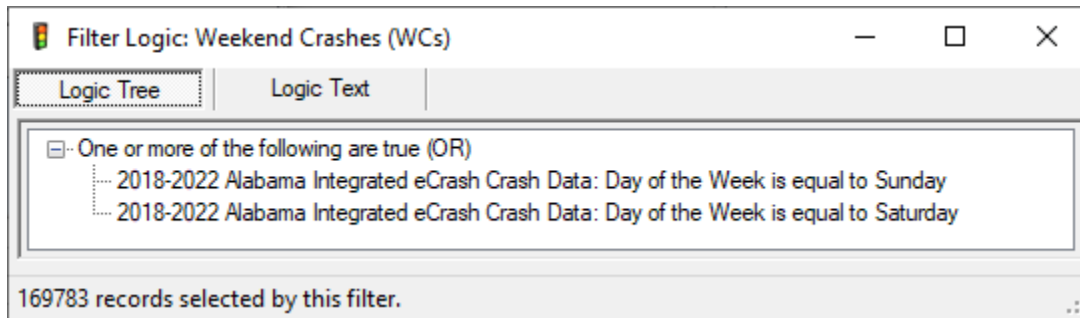 Filter Logic: Weekend Crashes (WCs)
Logic Tree Logic Text
One or more of the following are true (OR)
2018-2022 Alabama Integrated eCrash Crash Data: Day of the Week is equal to Sunday
2018-2022 Alabama Integrated eCrash Crash Data: Day of the Week is equal to Saturday
169783 records selected by this filter.